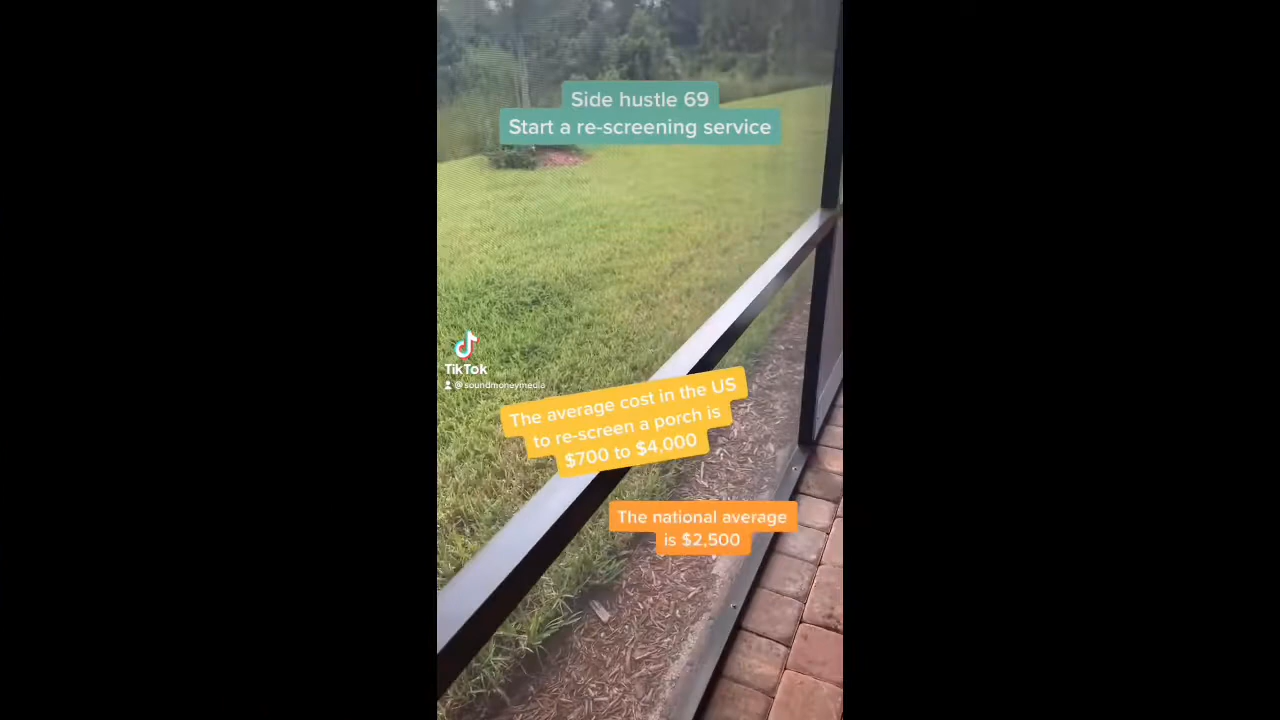 Side hustle 69
Start a re-screening service
TikTok
@soundmoneymedia
The average cost in the US
to re-screen a porch is
$700 to $4,000
The national average
is $2,500